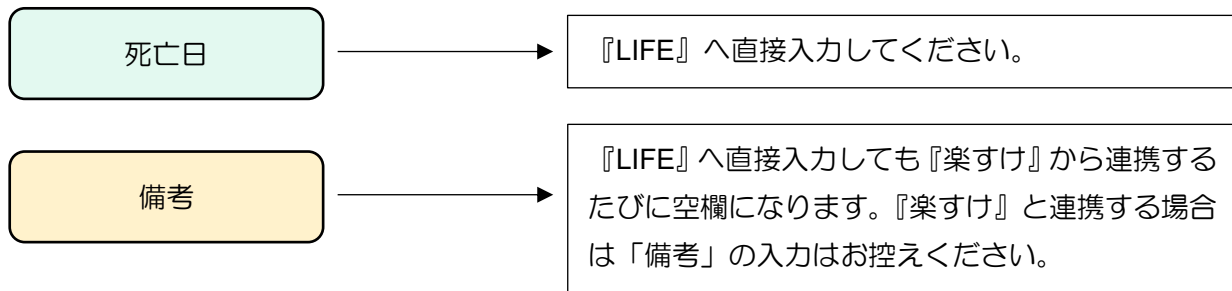 死亡日
『LIFE』へ直接入力してください。
備考
『LIFE』へ直接入力しても『楽すけ』から連携する
たびに空欄になります。『楽すけ』と連携する場合
は「備考」の入力はお控えください。